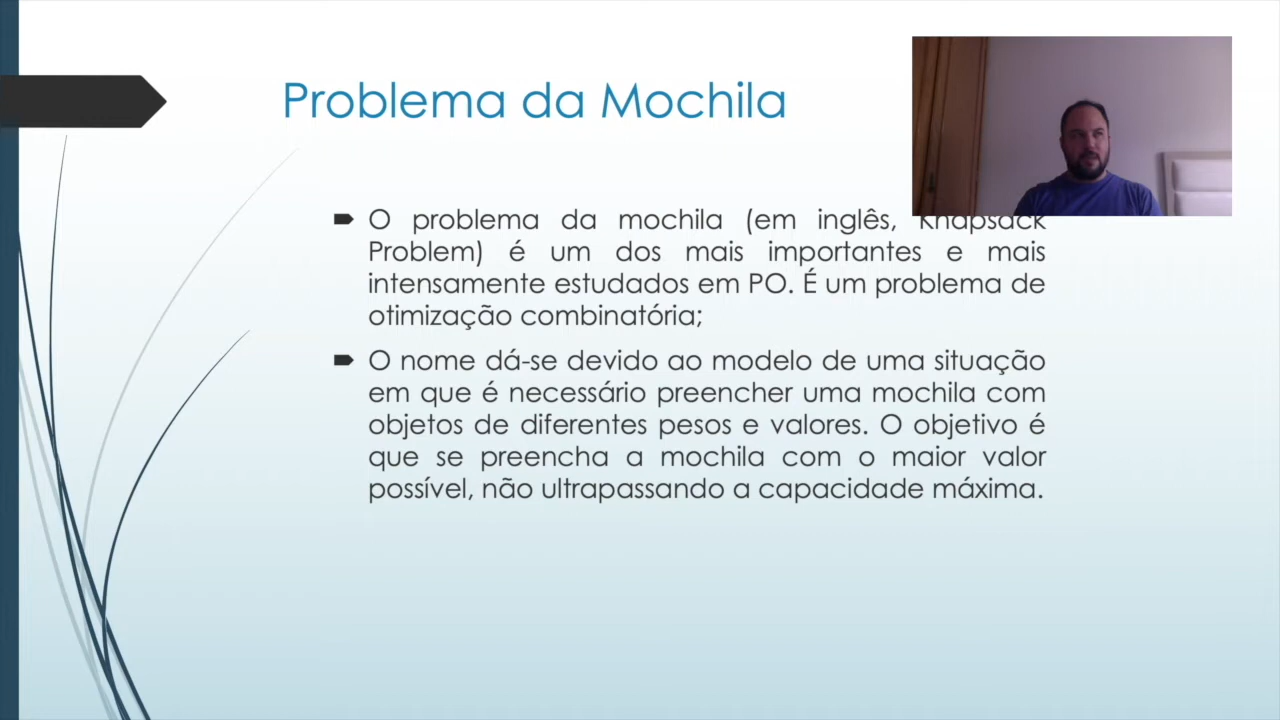 Problema da Mochila
O problema da mochila (em inglês, Knapsack
Problem) é um dos mais importantes e mais
intensamente estudados em PO. É um problema de
otimização combinatória;
O nome dá-se devido ao modelo de uma situação
em que é necessário preencher uma mochila com
objetos de diferentes pesos e valores. O objetivo é
que se preencha a mochila com o maior valor
possível, não ultrapassando a capacidade máxima.